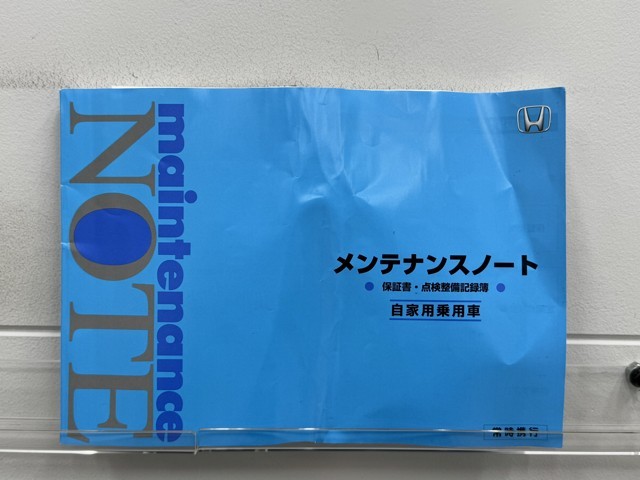 maintenance
NOTE
メンテナンスノート
● 保証書・点検整備記録簿 ●
自家用乗用車
常時携行